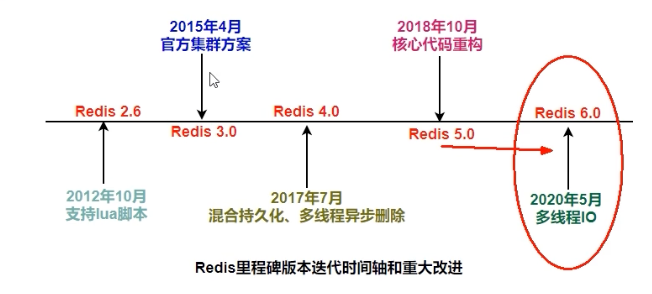 2015年4月
官方集群方案
2018年10月
核心代码重构
Redis 2.6
Redis 3.0
Redis 4.0
Redis 5.0
Redis 6.0
2012年10月
支持lua脚本
2017年7月
混合持久化、多线程异步删除
2020年5月
多线程IO
Redis里程碑版本迭代时间轴和重大改进